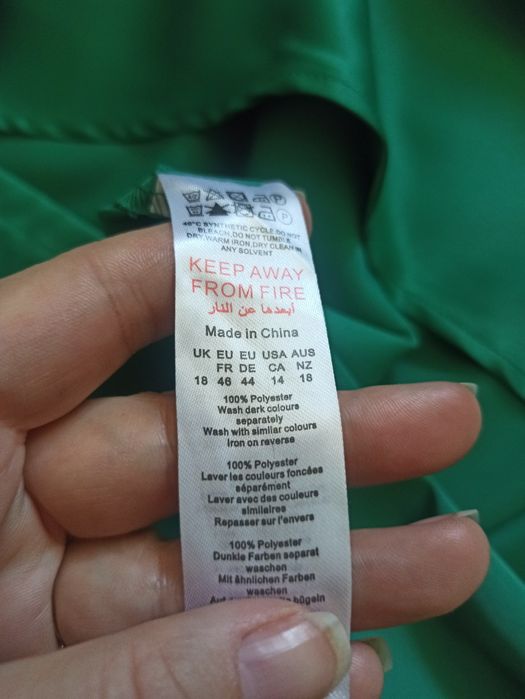 40°C SYNTHETIC CYCLE.DO NOT
BLEACH.DO NOT TUMBLE
DRY.WARM IRON.DRY CLEAN IN
ANY SOLVENT
KEEP AWAY
FROM FIRE
أبعدها عن النار
Made in China
UK EU EU USA AUS
FR DE CA NZ
18 46 44 14 18
100% Polyester
Wash dark colours
separately
Wash with similar colours
Iron on reverse
100% Polyester
Laver les couleurs foncées
séparément
Laver avec des couleurs
similaires
Repasser sur l'envers
100% Polyester
Dunkle Farben separat
waschen
Mit ähnlichen Farben
waschen
bügeln